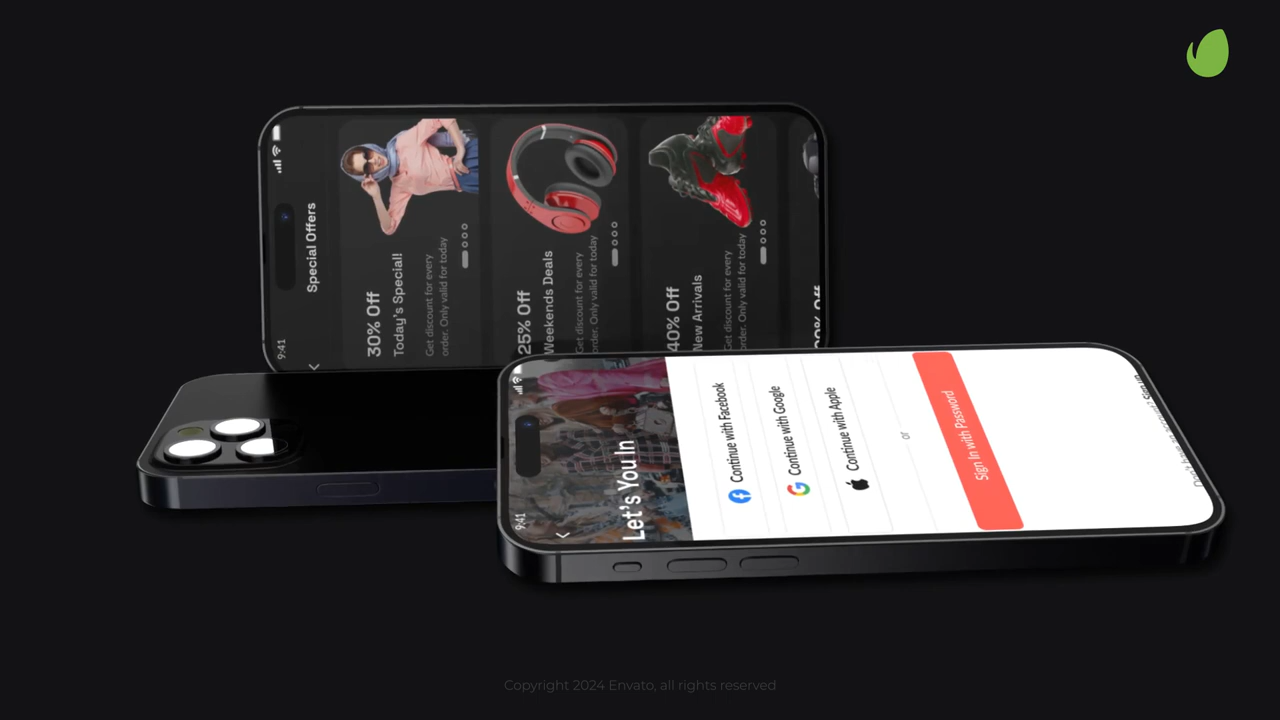 9:41
Special Offers
30% Off
Today's Special!
Get discount for every
order. Only valid for today
25% Off
Weekends Deals
Get discount for every
order. Only valid for today
40% Off
New Arrivals
Get discount for every
order. Only valid for today
Off
9:41
Let's You In
Continue with Facebook
Continue with Google
Continue with Apple
or
Sign In with Password
Copyright 2024 Envato, all rights reserved